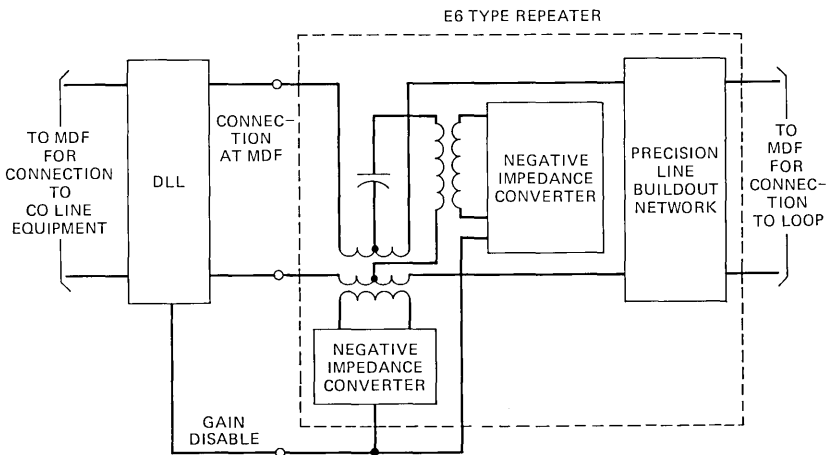 E6 TYPE REPEATER
TO MDF
FOR
CONNECTION
TO
CO LINE
EQUIPMENT
DLL
CONNEC–
TION
AT MDF
NEGATIVE
IMPEDANCE
CONVERTER
PRECISION
LINE
BUILDOUT
NETWORK
TO
MDF
FOR
CONNEC–
TION
TO LOOP
NEGATIVE
IMPEDANCE
CONVERTER
GAIN
DISABLE